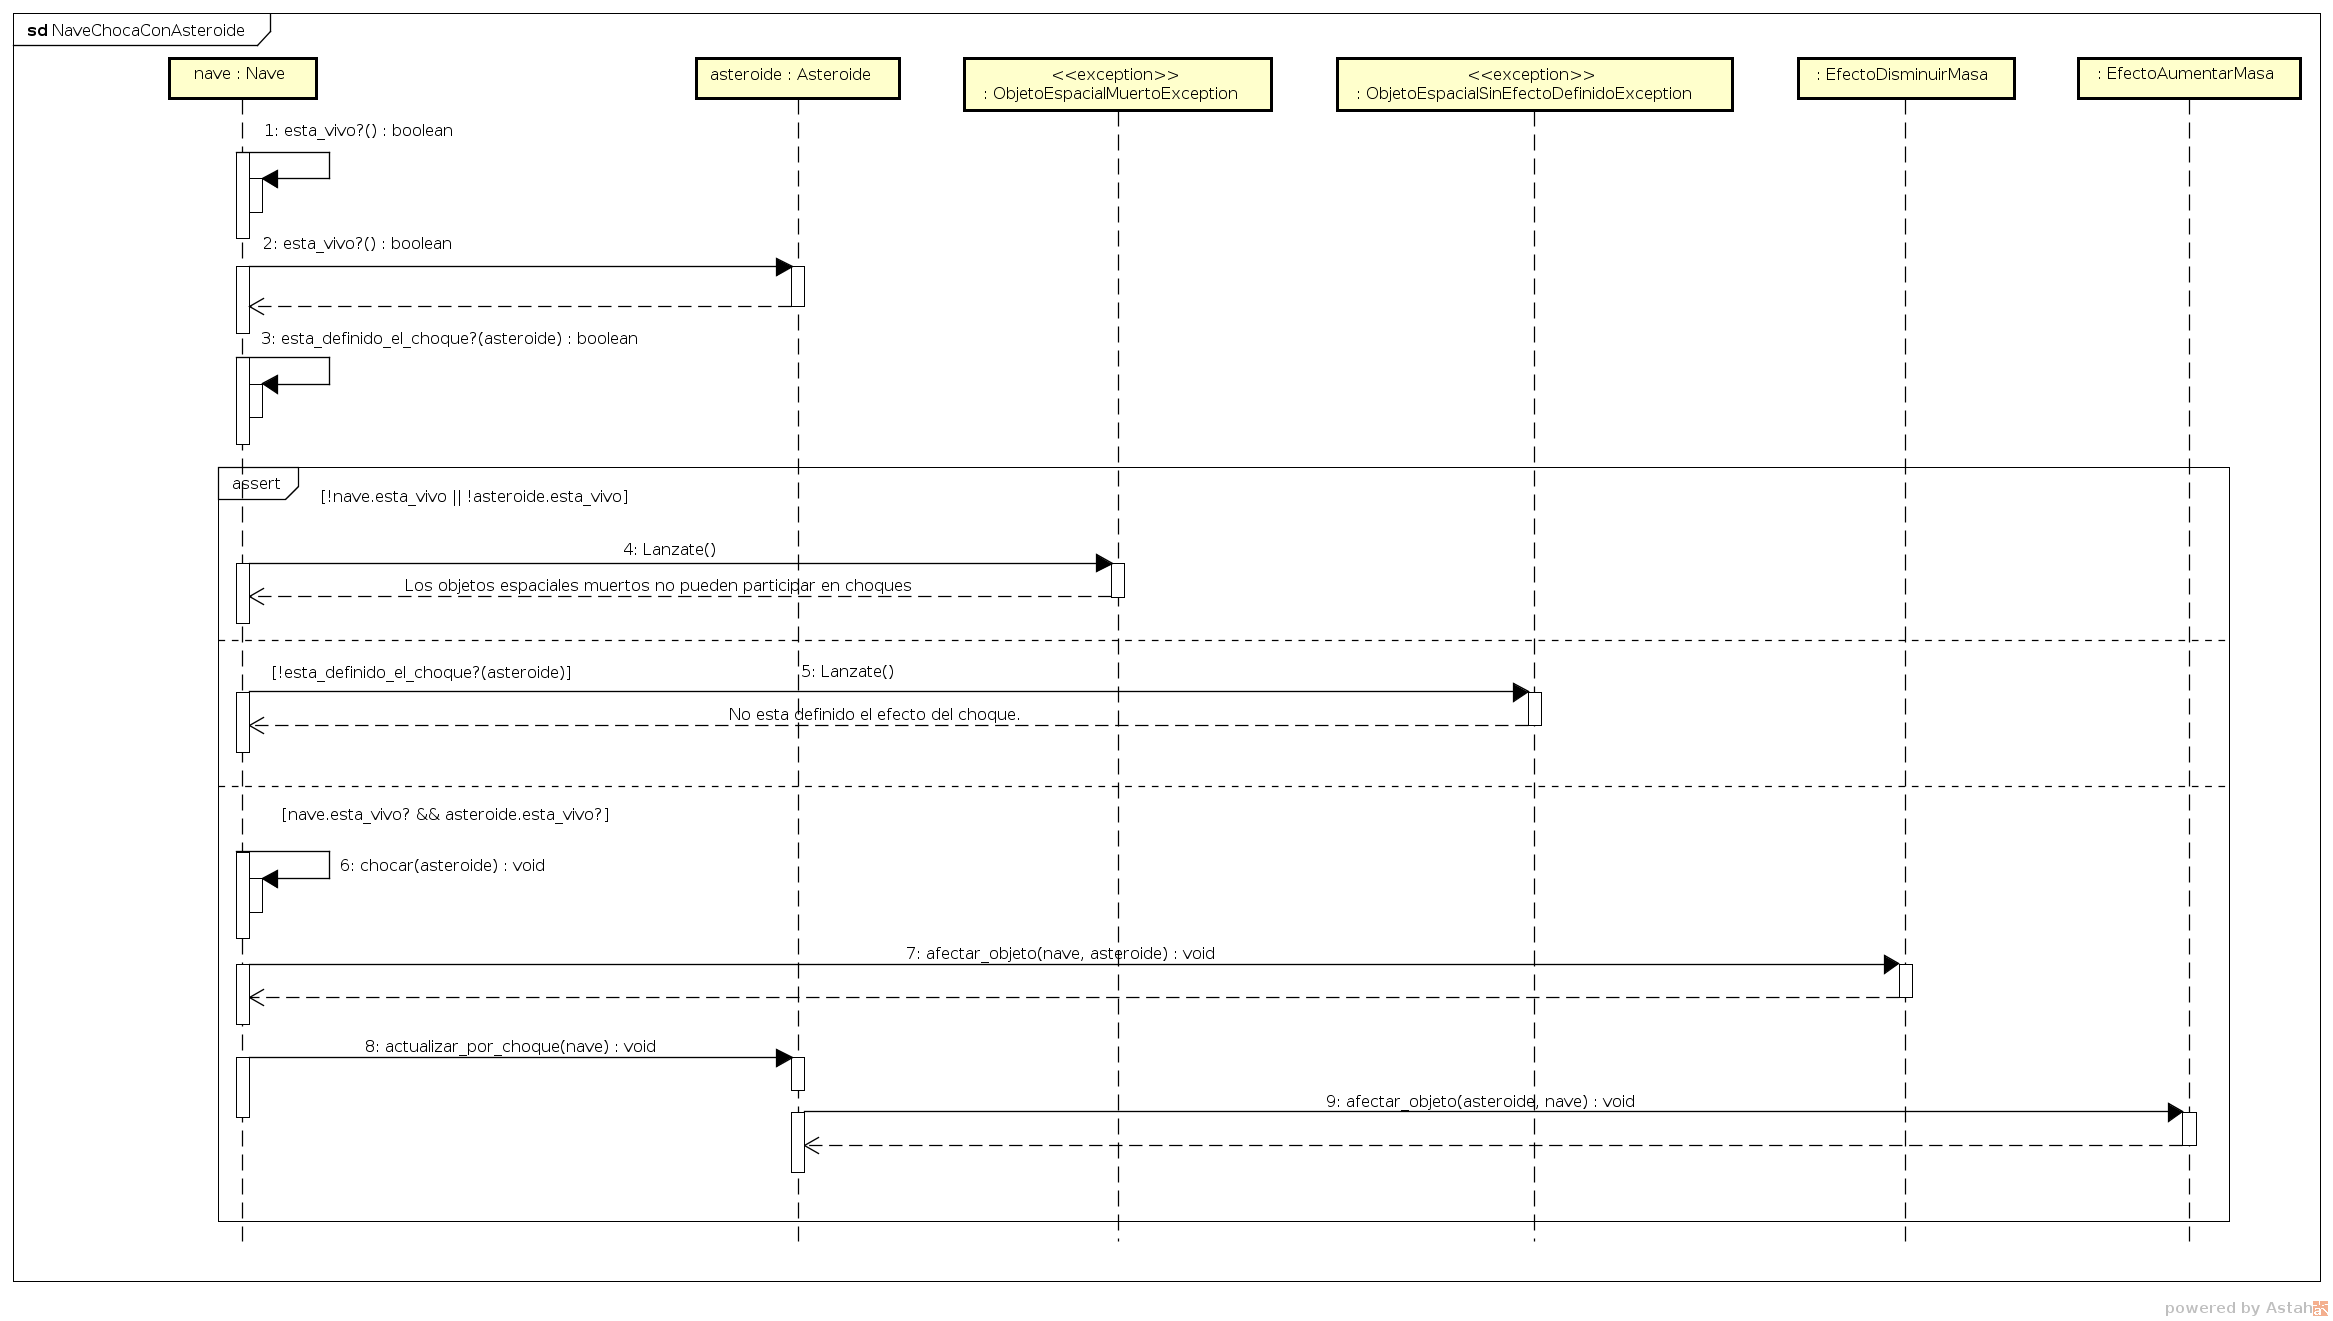 sd NaveChocaConAsteroide
nave : Nave
asteroide : Asteroide
<<exception>>
: ObjetoEspacialMuertoException
<<exception>>
: ObjetoEspacialSinEfectoDefinidoException
: EfectoDisminuirMasa
: EfectoAumentarMasa
1: esta_vivo?() : boolean
2: esta_vivo?() : boolean
3: esta_definido_el_choque?(asteroide) : boolean
assert
[!nave.esta_vivo || !asteroide.esta_vivo]
4: Lanzate()
Los objetos espaciales muertos no pueden participar en choques
[!esta_definido_el_choque?(asteroide)]
5: Lanzate()
No esta definido el efecto del choque.
[nave.esta_vivo? && asteroide.esta_vivo?]
6: chocar(asteroide) : void
7: afectar_objeto(nave, asteroide) : void
8: actualizar_por_choque(nave) : void
9: afectar_objeto(asteroide, nave) : void
powered by Astah